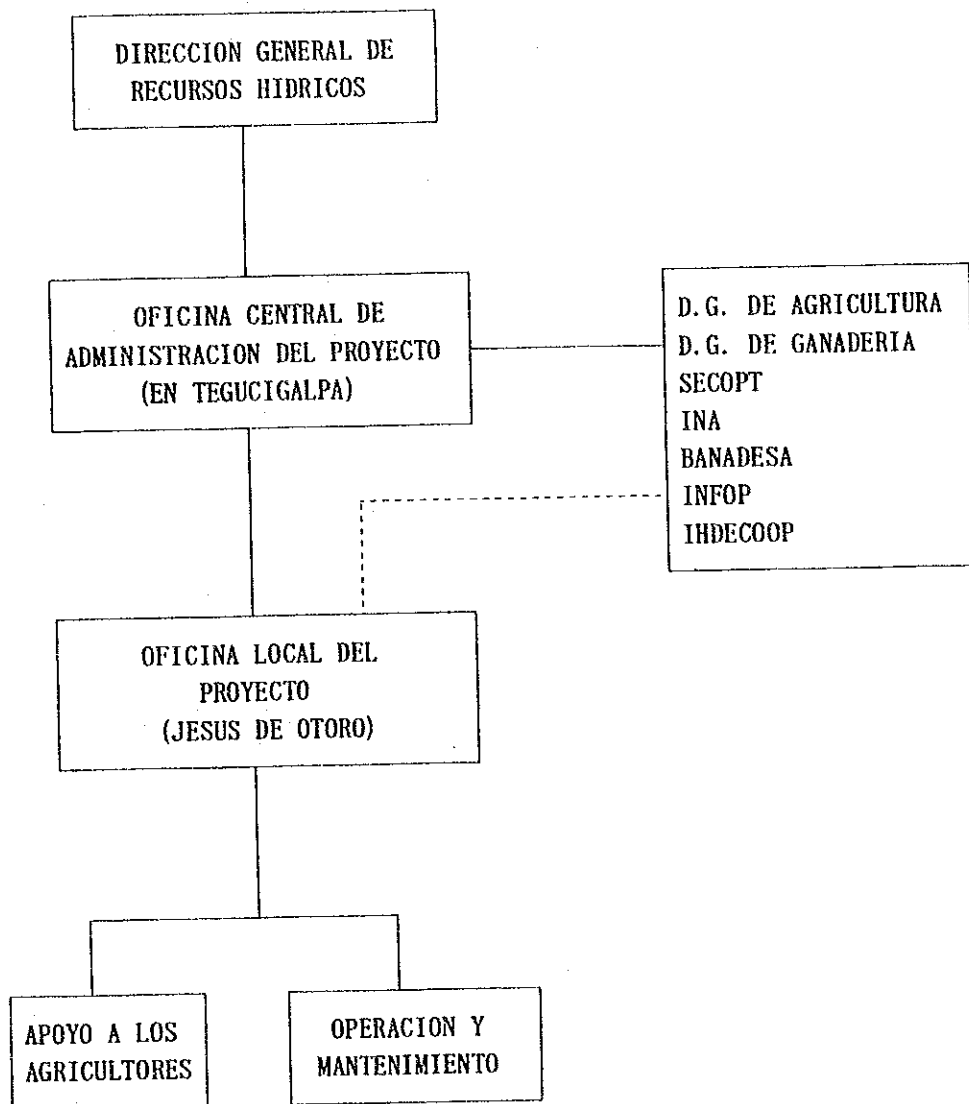 DIRECCION GENERAL DE
RECURSOS HIDRICOS
OFICINA CENTRAL DE
ADMINISTRACION DEL PROYECTO
(EN TEGUCIGALPA)
D.G. DE AGRICULTURA
D.G. DE GANADERIA
SECOPT
INA
BANADESA
INFOP
IHDECOOP
OFICINA LOCAL DEL
PROYECTO
(JESUS DE OTORO)
APOYO A LOS
AGRICULTORES
OPERACION Y
MANTENIMIENTO